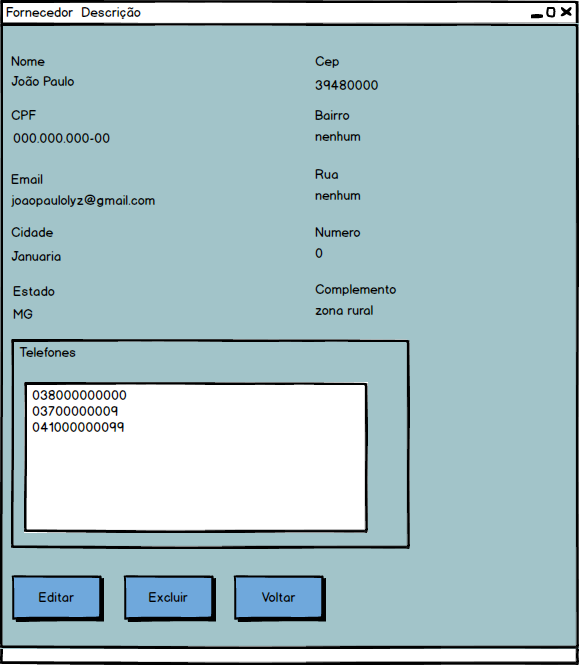 Fornecedor Descrição
Nome
João Paulo
CPF
000.000.000-00
Email
joaopaulolyz@gmail.com
Cidade
Januaria
Estado
MG
Cep
39480000
Bairro
nenhum
Rua
nenhum
Numero
0
Complemento
zona rural
Telefones
038000000000
03700000009
041000000099
Editar
Excluir
Voltar